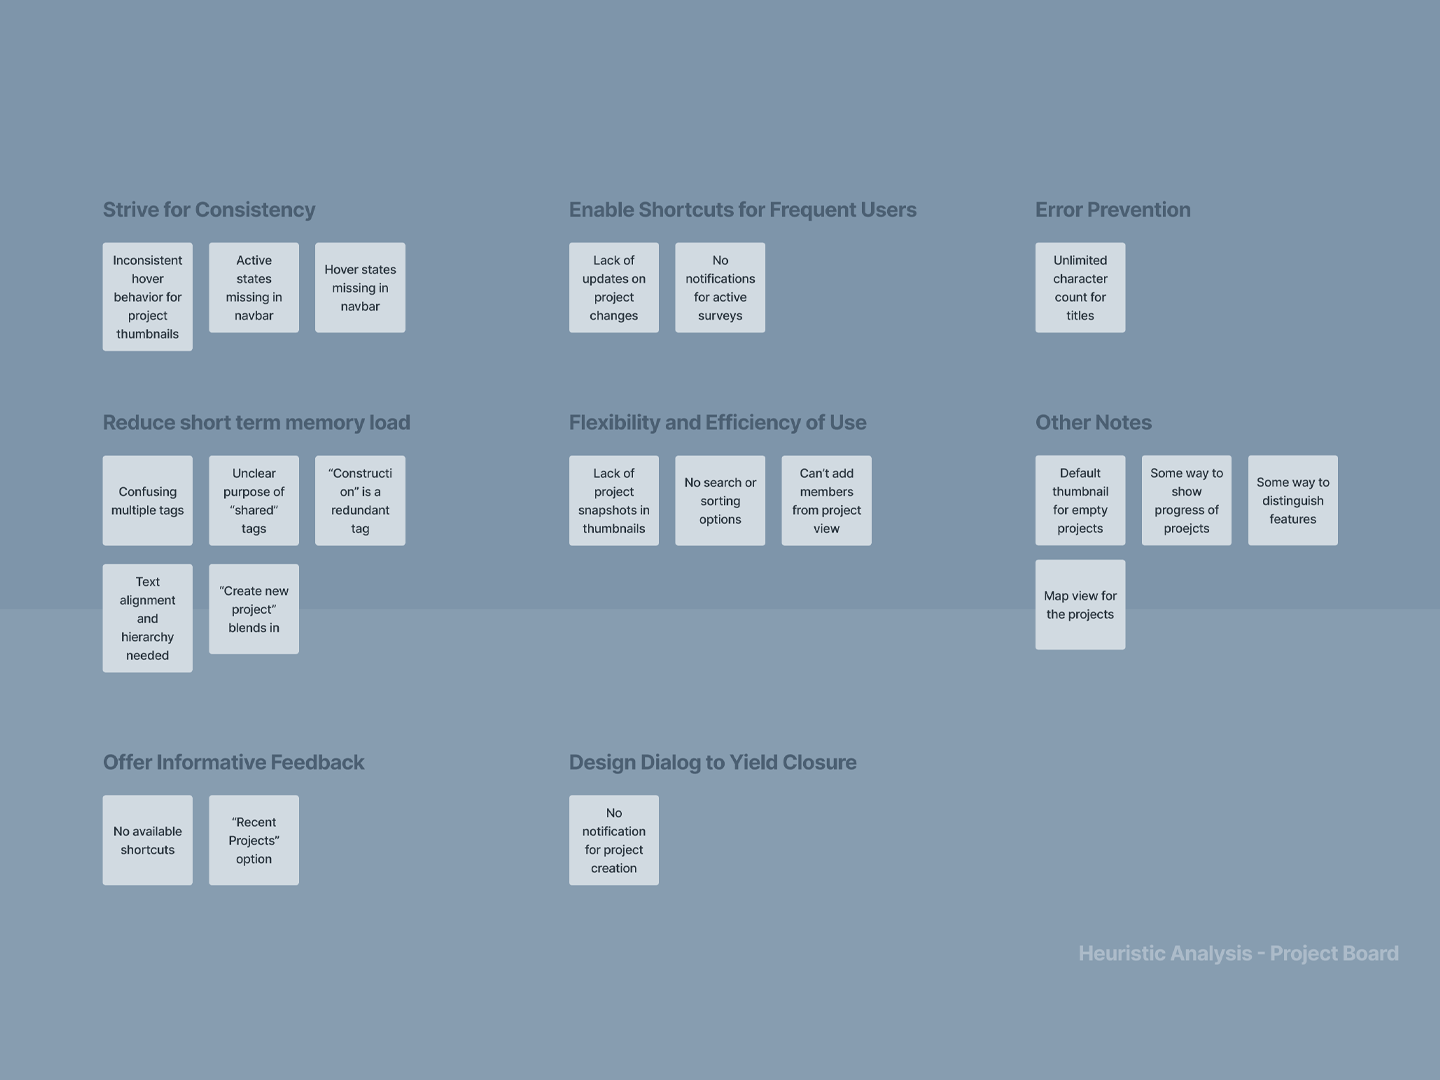 Strive for Consistency
Inconsistent
hover
behavior for
project
thumbnails
Active
states
missing in
navbar
Hover states
missing in
navbar
Enable Shortcuts for Frequent Users
Lack of
updates on
project
changes
No
notifications
for active
surveys
Error Prevention
Unlimited
character
count for
titles
Reduce short term memory load
Confusing
multiple tags
Unclear
purpose of
“shared”
tags
“Constructi
on” is a
redundant
tag
Text
alignment
and
hierarchy
needed
“Create new
project”
blends in
Flexibility and Efficiency of Use
Lack of
project
snapshots in
thumbnails
No search or
sorting
options
Can’t add
members
from project
view
Other Notes
Default
thumbnail
for empty
projects
Some way to
show
progress of
proejcts
Some way to
distinguish
features
Map view for
the projects
Offer Informative Feedback
No available
shortcuts
“Recent
Projects”
option
Design Dialog to Yield Closure
No
notification
for project
creation
Heuristic Analysis - Project Board